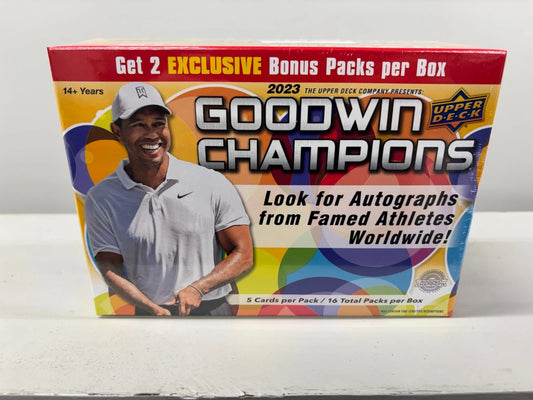 Get 2 EXCLUSIVE Bonus Packs per Box
14+ Years
2023 THE UPPER DECK COMPANY PRESENTS:
GOODWIN
CHAMPIONS
UPPER
D·E·C·K
TW
Look for Autographs
from Famed Athletes
Worldwide!
5 Cards per Pack / 16 Total Packs per Box